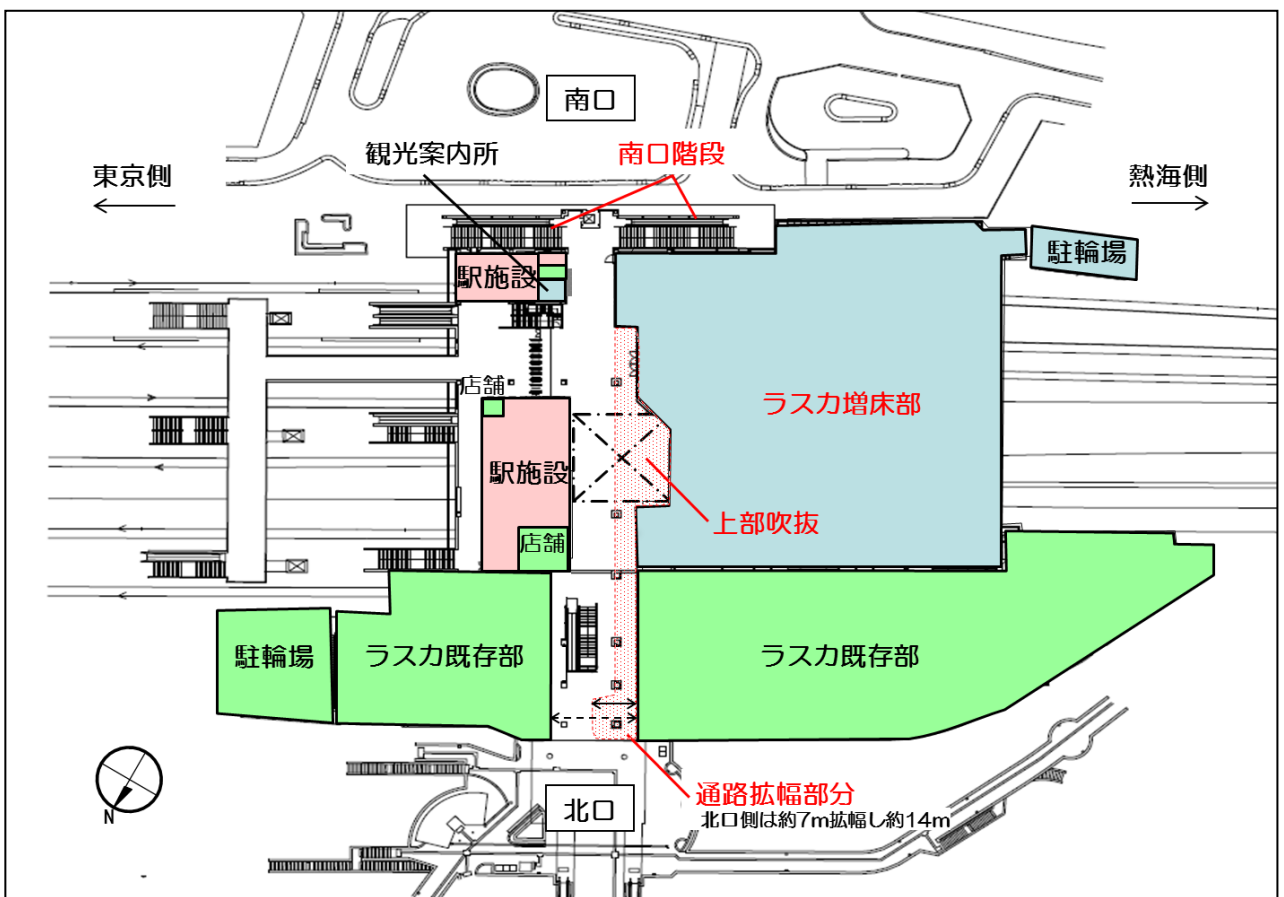 南口
観光案内所
南口階段
東京側
熱海側
駅施設
駐輪場
店舗
ラスカ増床部
駅施設
上部吹抜
店舗
駐輪場
ラスカ既存部
ラスカ既存部
通路拡幅部分
北口側は約7m拡幅し約14m
北口
N